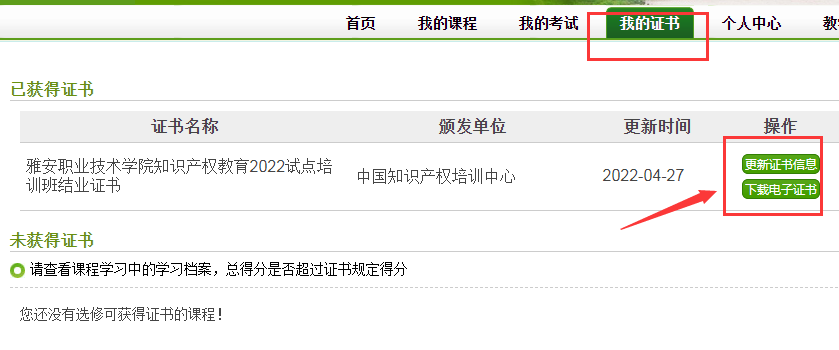 首页 我的课程 我的考试 我的证书 个人中心
已获得证书
证书名称 颁发单位 更新时间 操作
雅安职业技术学院知识产权教育2022试点培
训班结业证书
中国知识产权培训中心
2022-04-27
更新证书信息
下载电子证书
未获得证书
请查看课程学习中的学习档案，总得分是否超过证书规定得分
您还没有选修可获得证书的课程！